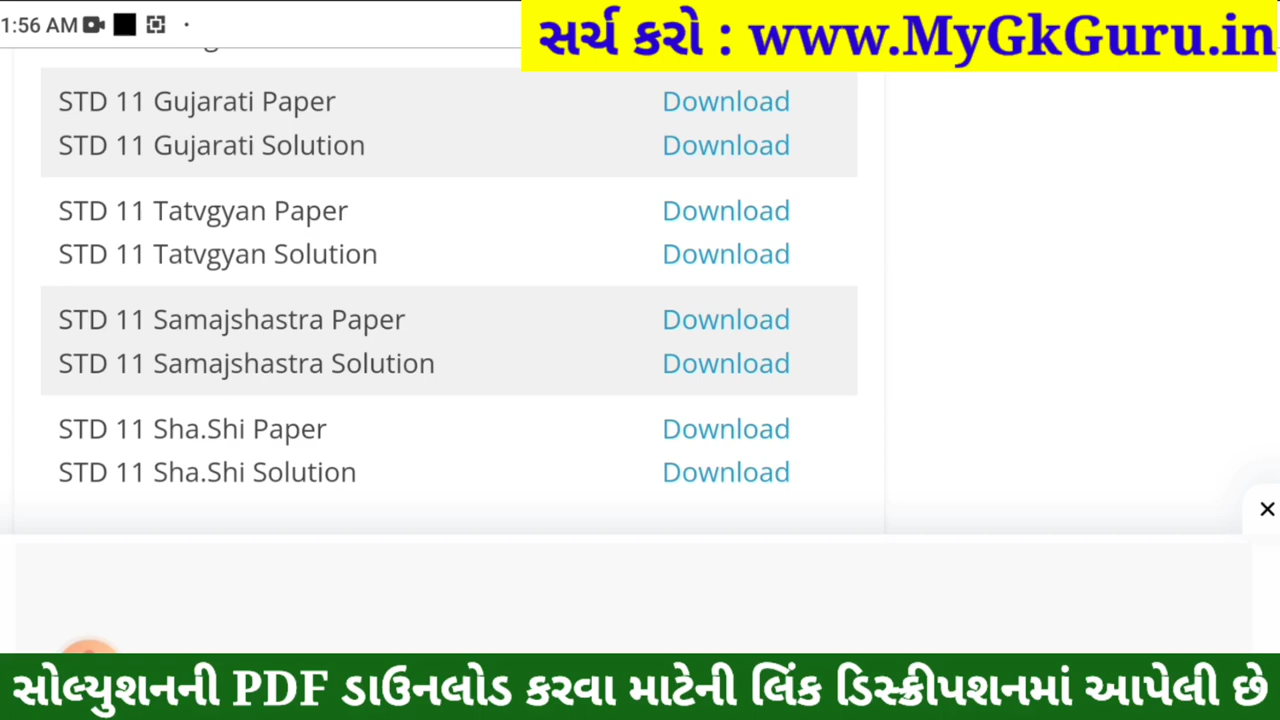 1:56 AM
સર્ચ કરો : www.MyGkGuru.in
STD 11 Gujarati Paper Download
STD 11 Gujarati Solution Download
STD 11 Tatvgyan Paper Download
STD 11 Tatvgyan Solution Download
STD 11 Samajshastra Paper Download
STD 11 Samajshastra Solution Download
STD 11 Sha.Shi Paper Download
STD 11 Sha.Shi Solution Download
સોલ્યુશનની PDF ડાઉનલોડ કરવા માટેની લિંક ડિસ્ક્રીપશનમાં આપેલી છે